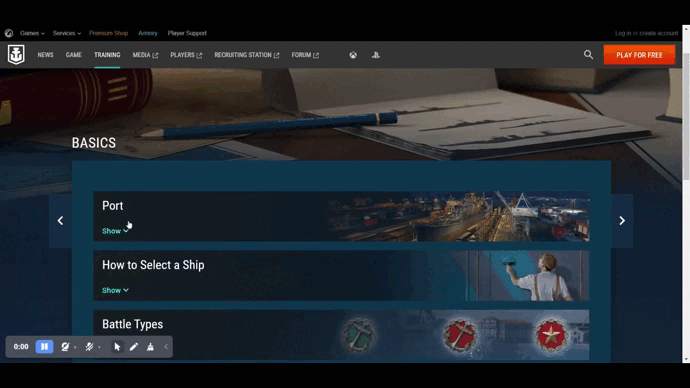 Games Services Premium Shop Armory Player Support Log in or create account
NEWS GAME TRAINING MEDIA PLAYERS RECRUITING STATION FORUM PLAY FOR FREE
BASICS
Port
Show
How to Select a Ship
Show
Battle Types
0:00